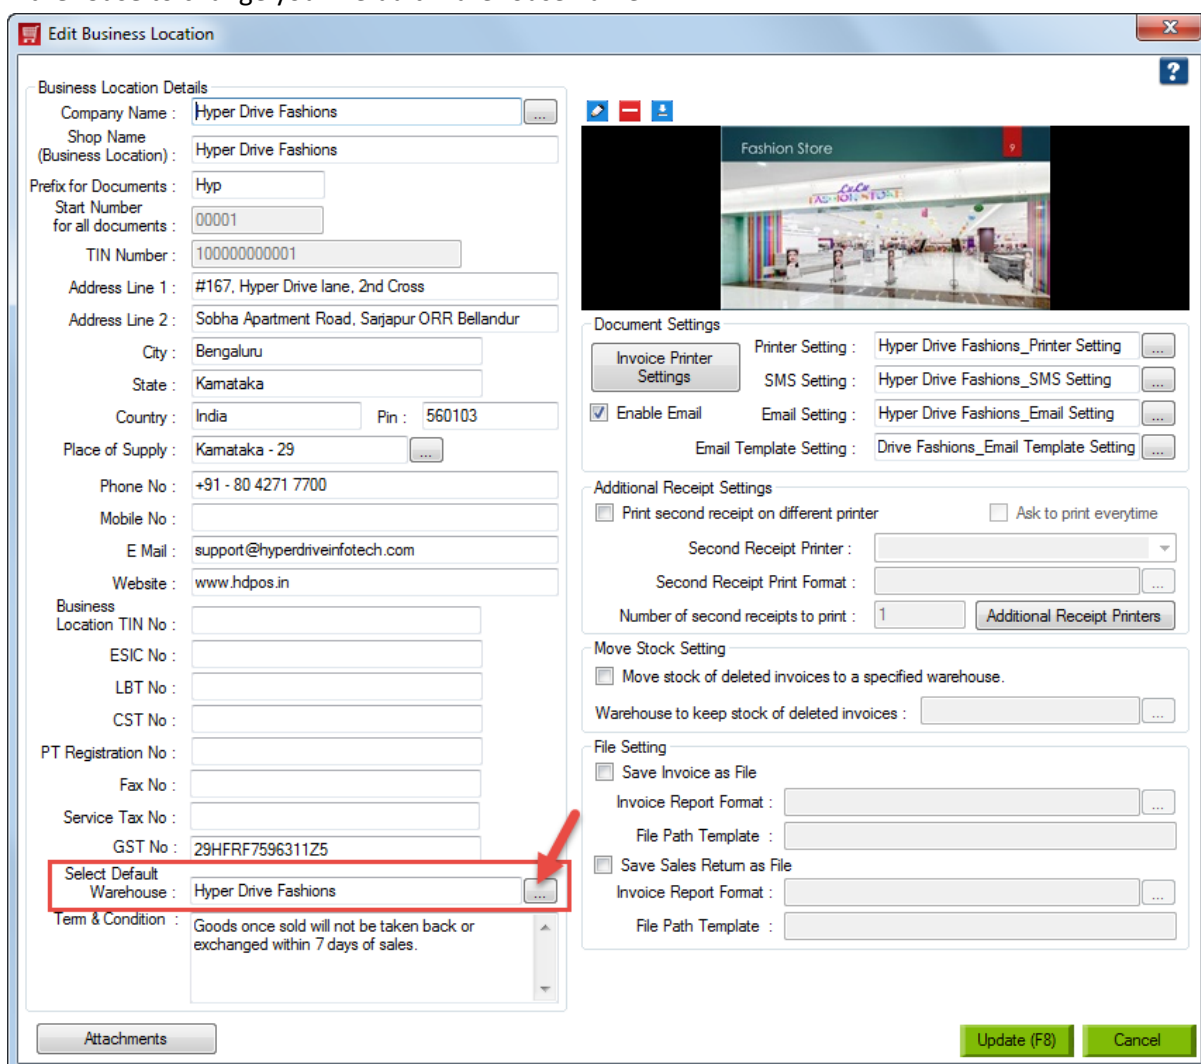 Edit Business Location
Business Location Details
Company Name : Hyper Drive Fashions ...
Shop Name
(Business Location) : Hyper Drive Fashions
Prefix for Documents : Hyp
Start Number
for all documents : 00001
TIN Number : 100000000001
Address Line 1 : #167, Hyper Drive lane, 2nd Cross
Address Line 2 : Sobha Apartment Road, Sarjapur ORR Bellandur
City : Bengaluru
State : Karnataka
Country : India Pin : 560103
Place of Supply : Karnataka - 29 ...
Phone No : +91 - 80 4271 7700
Mobile No :
E Mail : support@hyperdriveinfotech.com
Website : www.hdpos.in
Business
Location TIN No :
ESIC No :
LBT No :
CST No :
PT Registration No :
Fax No :
Service Tax No :
GST No : 29HFRF7596311Z5
Select Default
Warehouse : Hyper Drive Fashions ...
Term & Condition : Goods once sold will not be taken back or
exchanged within 7 days of sales.
Attachments
?
Fashion Store 9
LuLu
FASHION STORE
Document Settings
Invoice Printer
Settings
Printer Setting : Hyper Drive Fashions_Printer Setting ...
SMS Setting : Hyper Drive Fashions_SMS Setting ...
Enable Email Email Setting : Hyper Drive Fashions_Email Setting ...
Email Template Setting : Drive Fashions_Email Template Setting ...
Additional Receipt Settings
Print second receipt on different printer Ask to print everytime
Second Receipt Printer :
Second Receipt Print Format : ...
Number of second receipts to print : 1 Additional Receipt Printers
Move Stock Setting
Move stock of deleted invoices to a specified warehouse.
Warehouse to keep stock of deleted invoices : ...
File Setting
Save Invoice as File
Invoice Report Format : ...
File Path Template :
Save Sales Return as File
Invoice Report Format : ...
File Path Template :
Update (F8) Cancel